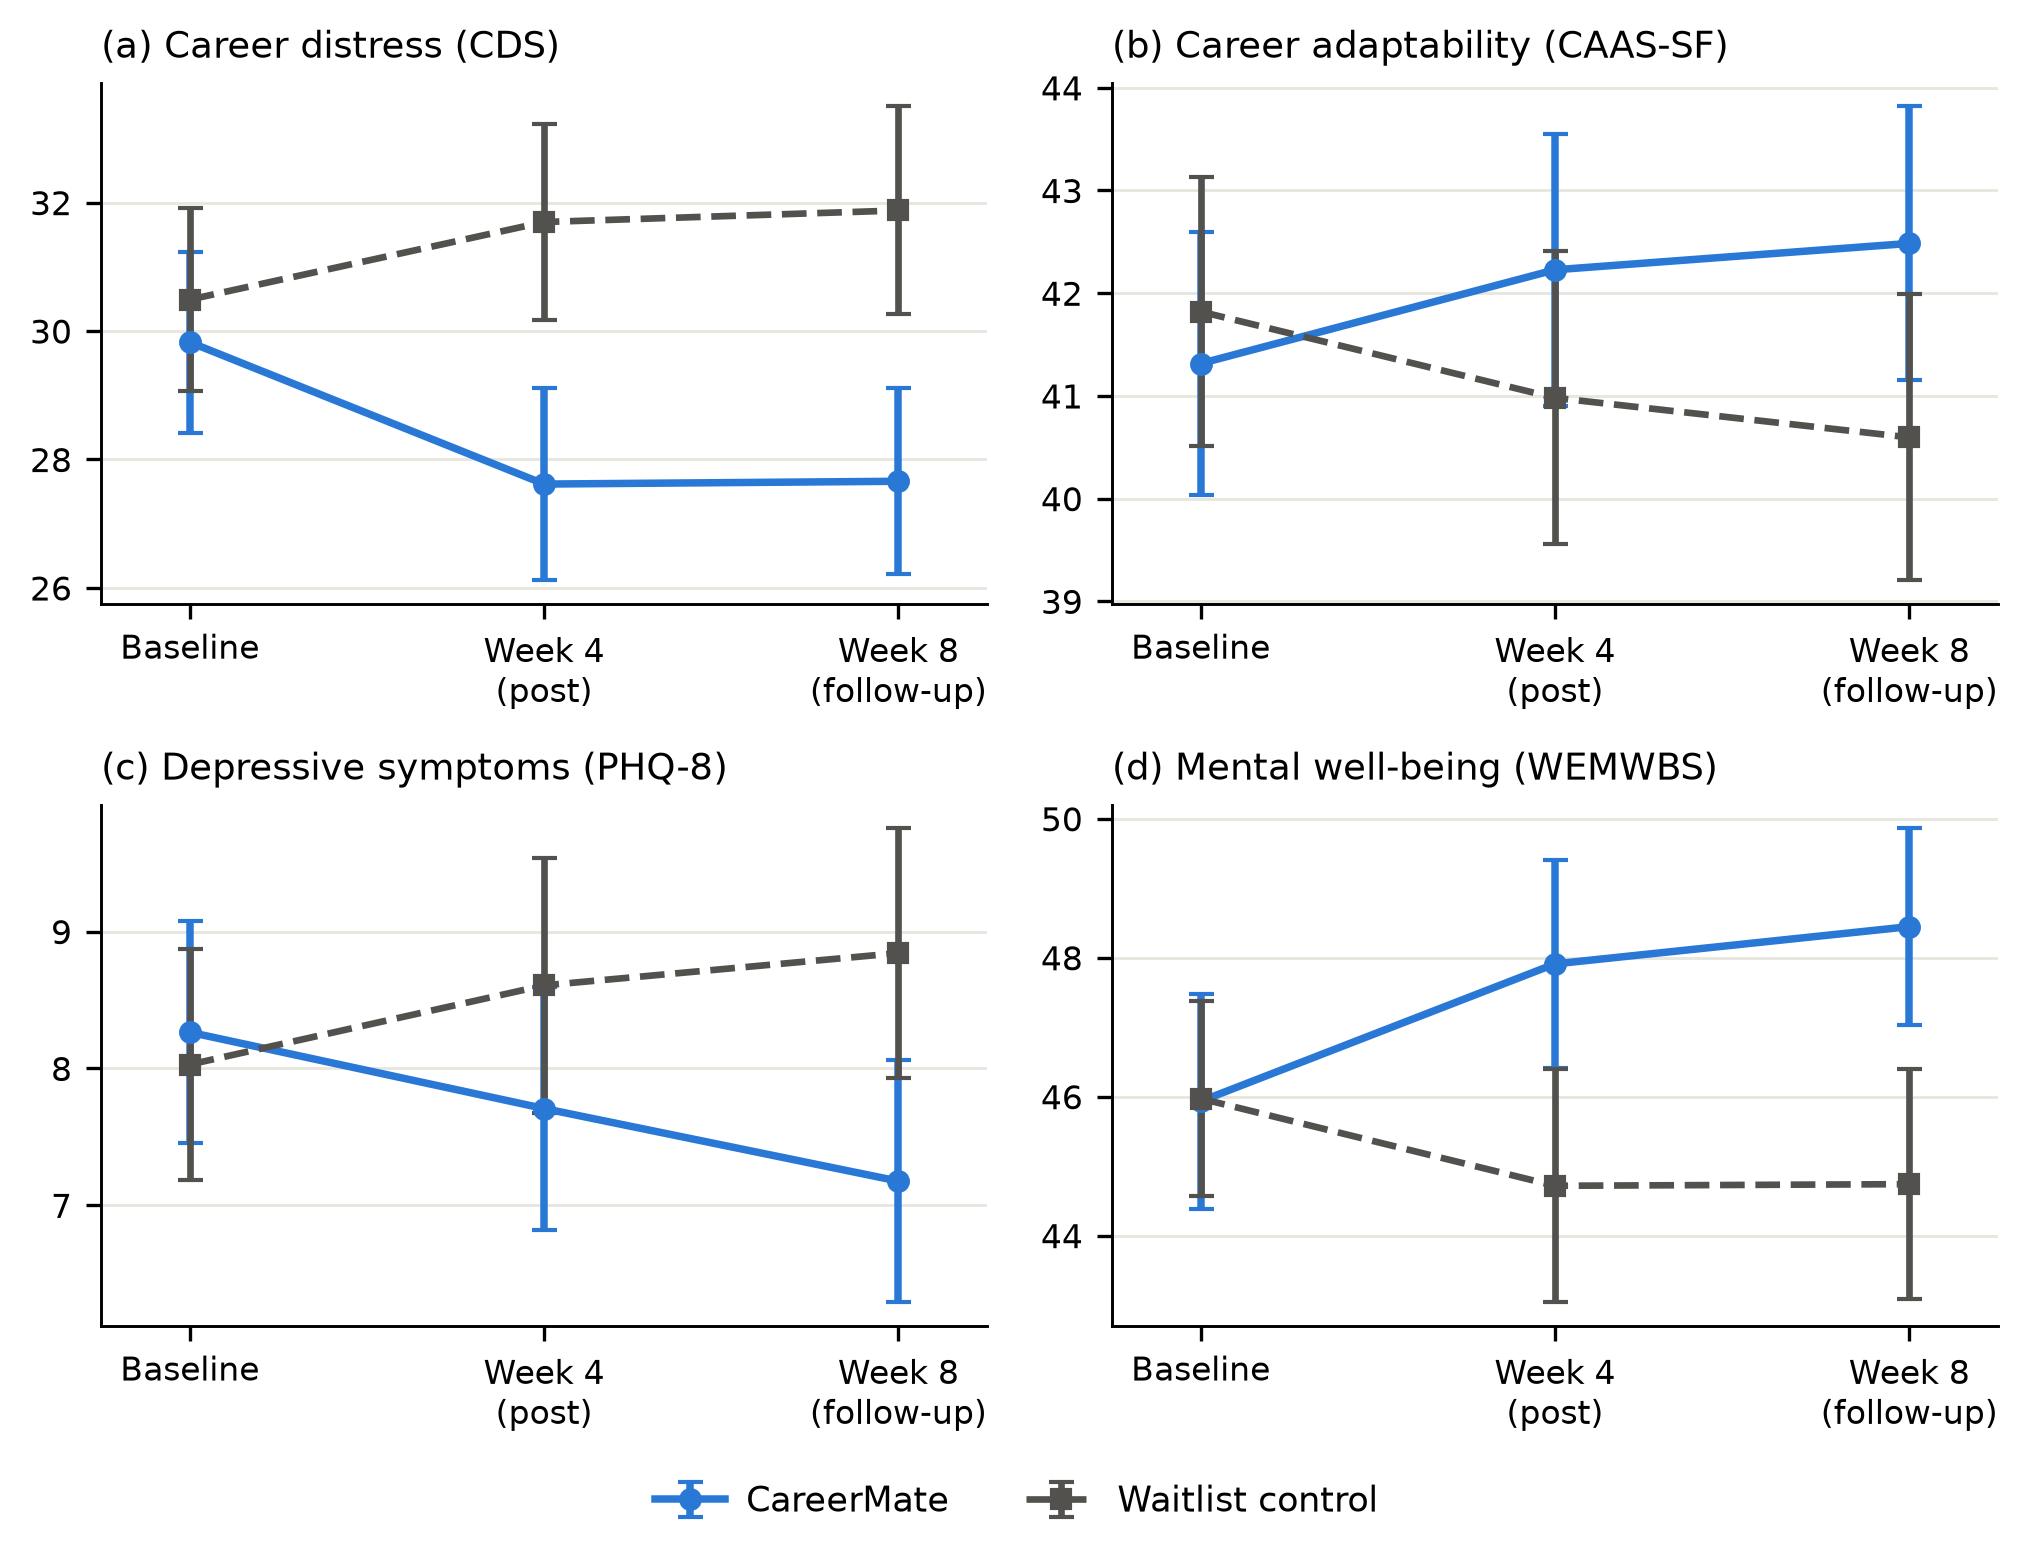 (a) Career distress (CDS)
32
30
28
26
Baseline
Week 4
(post)
Week 8
(follow-up)
(b) Career adaptability (CAAS-SF)
44
43
42
41
40
39
Baseline
Week 4
(post)
Week 8
(follow-up)
(c) Depressive symptoms (PHQ-8)
9
8
7
Baseline
Week 4
(post)
Week 8
(follow-up)
(d) Mental well-being (WEMWBS)
50
48
46
44
Baseline
Week 4
(post)
Week 8
(follow-up)
CareerMate
Waitlist control